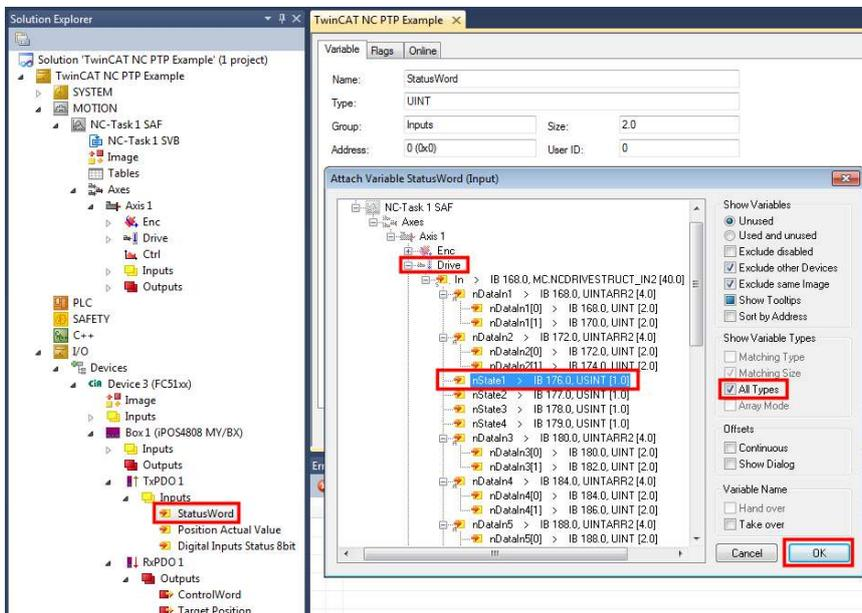 Solution Explorer
Solution 'TwinCAT NC PTP Example' (1 project)
TwinCAT NC PTP Example
SYSTEM
MOTION
NC-Task 1 SAF
NC-Task 1 SVB
Image
Tables
Axes
Axis 1
Enc
Drive
Ctrl
Inputs
Outputs
PLC
SAFETY
C++
I/O
Devices
Device 3 (FC51xx)
Image
Inputs
Box 1 (iPOS4808 MY/BX)
Inputs
Outputs
TxPDO 1
Inputs
StatusWord
Position Actual Value
Digital Inputs Status 8bit
RxPDO 1
Outputs
ControlWord
Target Position
TwinCAT NC PTP Example
Variable Flags Online
Name: StatusWord
Type: UINT
Group: Inputs Size: 2.0
Address: 0 (0x0) User ID: 0
Attach Variable StatusWord (Input)
NC-Task 1 SAF
Axes
Axis 1
Enc
Drive
In > IB 168.0, MC.NCDRIVESTRUCT_IN2 [40.0]
nDataIn1 > IB 168.0, UINTARR2 [4.0]
nDataIn1[0] > IB 168.0, UINT [2.0]
nDataIn1[1] > IB 170.0, UINT [2.0]
nDataIn2 > IB 172.0, UINTARR2 [4.0]
nDataIn2[0] > IB 172.0, UINT [2.0]
nDataIn2[1] > IB 174.0, UINT [2.0]
nState1 > IB 176.0, USINT [1.0]
nState2 > IB 177.0, USINT [1.0]
nState3 > IB 178.0, USINT [1.0]
nState4 > IB 179.0, USINT [1.0]
nDataIn3 > IB 180.0, UINTARR2 [4.0]
nDataIn3[0] > IB 180.0, UINT [2.0]
nDataIn3[1] > IB 182.0, UINT [2.0]
nDataIn4 > IB 184.0, UINTARR2 [4.0]
nDataIn4[0] > IB 184.0, UINT [2.0]
nDataIn4[1] > IB 186.0, UINT [2.0]
nDataIn5 > IB 188.0, UINTARR2 [4.0]
nDataIn5[0] > IB 188.0, UINT [2.0]
Show Variables
Unused
Used and unused
Exclude disabled
Exclude other Devices
Exclude same Image
Show Tooltips
Sort by Address
Show Variable Types
Matching Type
Matching Size
All Types
Array Mode
Offsets
Continuous
Show Dialog
Variable Name
Hand over
Take over
Cancel OK